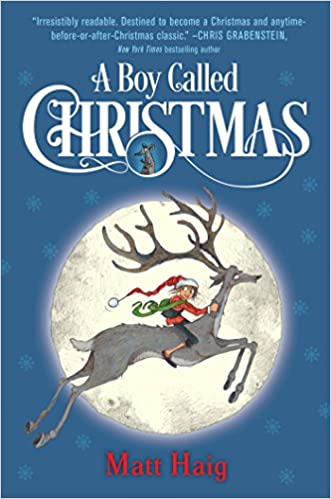 "Irresistibly readable. Destined to become a Christmas and anytime-
before-or-after-Christmas classic." –CHRIS GRABENSTEIN,
New York Times bestselling author
A Boy Called
CHRISTMAS
Matt Haig